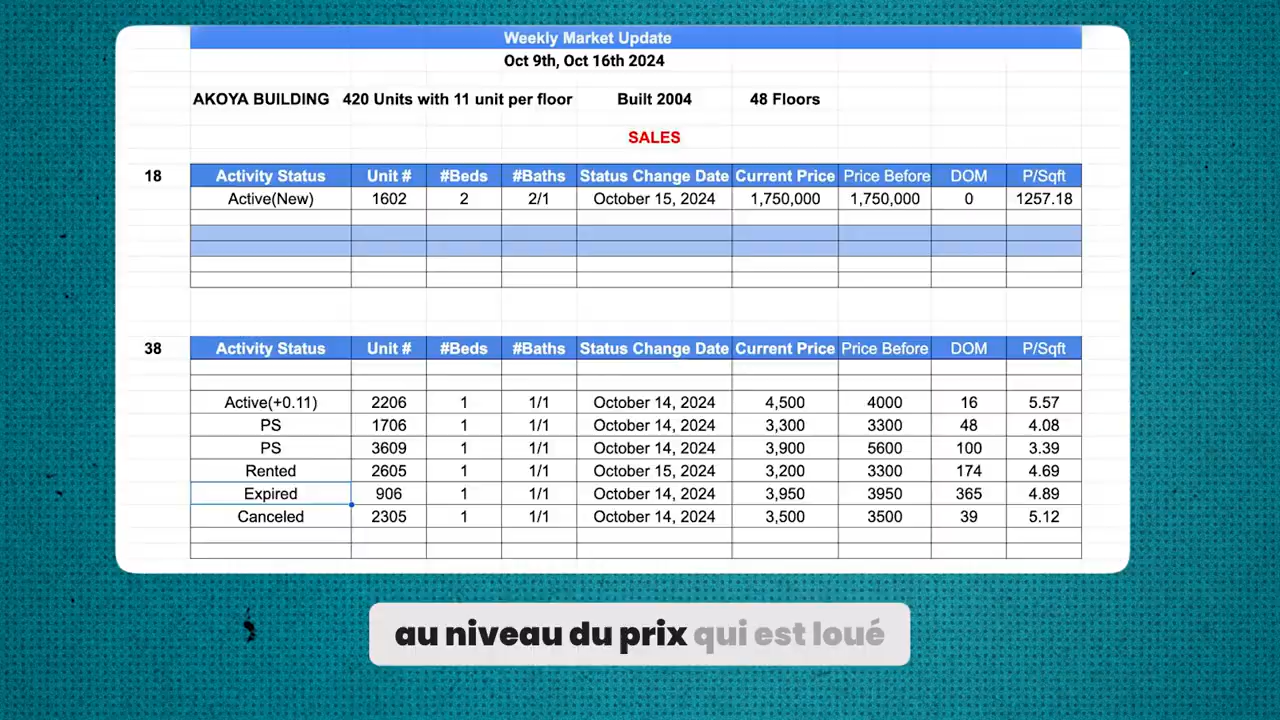 Weekly Market Update
Oct 9th, Oct 16th 2024
AKOYA BUILDING 420 Units with 11 unit per floor Built 2004 48 Floors
SALES
18 Activity Status Unit # #Beds #Baths Status Change Date Current Price Price Before DOM P/Sqft
Active(New) 1602 2 2/1 October 15, 2024 1,750,000 1,750,000 0 1257.18
38 Activity Status Unit # #Beds #Baths Status Change Date Current Price Price Before DOM P/Sqft
Active(+0.11) 2206 1 1/1 October 14, 2024 4,500 4000 16 5.57
PS 1706 1 1/1 October 14, 2024 3,300 3300 48 4.08
PS 3609 1 1/1 October 14, 2024 3,900 5600 100 3.39
Rented 2605 1 1/1 October 15, 2024 3,200 3300 174 4.69
Expired 906 1 1/1 October 14, 2024 3,950 3950 365 4.89
Canceled 2305 1 1/1 October 14, 2024 3,500 3500 39 5.12
au niveau du prix qui est loué